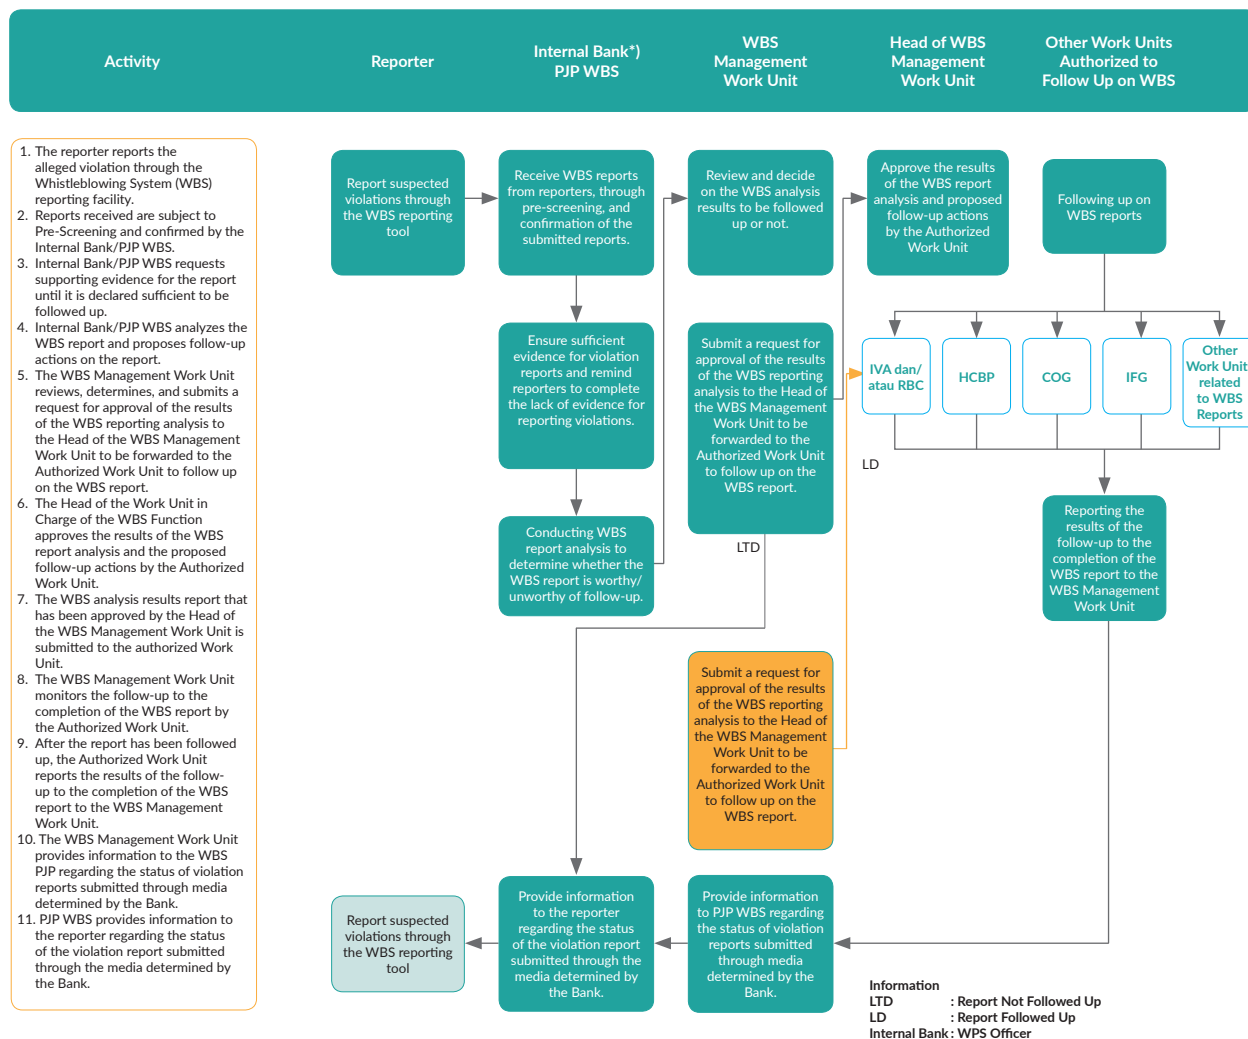 Activity
Reporter
Internal Bank*)
PJP WBS
WBS
Management
Work Unit
Head of WBS
Management
Work Unit
Other Work Units
Authorized to
Follow Up on WBS
1. The reporter reports the
alleged violation through the
Whistleblowing System (WBS)
reporting facility.
2. Reports received are subject to
Pre-Screening and confirmed by the
Internal Bank/PJP WBS.
3. Internal Bank/PJP WBS requests
supporting evidence for the report
until it is declared sufficient to be
followed up.
4. Internal Bank/PJP WBS analyzes the
WBS report and proposes follow-up
actions on the report.
5. The WBS Management Work Unit
reviews, determines, and submits a
request for approval of the results
of the WBS reporting analysis to
the Head of the WBS Management
Work Unit to be forwarded to the
Authorized Work Unit to follow up
on the WBS report.
6. The Head of the Work Unit in
Charge of the WBS Function
approves the results of the WBS
report analysis and the proposed
follow-up actions by the Authorized
Work Unit.
7. The WBS analysis results report that
has been approved by the Head of
the WBS Management Work Unit is
submitted to the authorized Work
Unit.
8. The WBS Management Work Unit
monitors the follow-up to the
completion of the WBS report by
the Authorized Work Unit.
9. After the report has been followed
up, the Authorized Work Unit
reports the results of the follow-
up to the completion of the WBS
report to the WBS Management
Work Unit.
10. The WBS Management Work Unit
provides information to the WBS
PJP regarding the status of violation
reports submitted through media
determined by the Bank.
11. PJP WBS provides information to
the reporter regarding the status
of the violation report submitted
through the media determined by
the Bank.
Report suspected
violations through
the WBS reporting
tool
Receive WBS reports
from reporters, through
pre-screening, and
confirmation of the
submitted reports.
Review and decide
on the WBS analysis
results to be followed
up or not.
Approve the results
of the WBS report
analysis and proposed
follow-up actions
by the Authorized
Work Unit
Following up on
WBS reports
Ensure sufficient
evidence for violation
reports and remind
reporters to complete
the lack of evidence for
reporting violations.
Submit a request for
approval of the results
of the WBS reporting
analysis to the Head of
the WBS Management
Work Unit to be
forwarded to the
Authorized Work Unit
to follow up on the
WBS report.
IVA dan/
atau RBC
HCBP
COG
IFG
Other
Work Unit
related
to WBS
Reports
LD
Conducting WBS
report analysis to
determine whether the
WBS report is worthy/
unworthy of follow-up.
LTD
Reporting the
results of the
follow-up to the
completion of the
WBS report to the
WBS Management
Work Unit
Submit a request for
approval of the results
of the WBS reporting
analysis to the Head of
the WBS Management
Work Unit to be
forwarded to the
Authorized Work Unit
to follow up on the
WBS report.
Report suspected
violations through
the WBS reporting
tool
Provide information
to the reporter
regarding the status
of the violation report
submitted through the
media determined by
the Bank.
Provide information
to PJP WBS regarding
the status of violation
reports submitted
through media
determined by the
Bank.
Information
LTD : Report Not Followed Up
LD : Report Followed Up
Internal Bank : WPS Officer